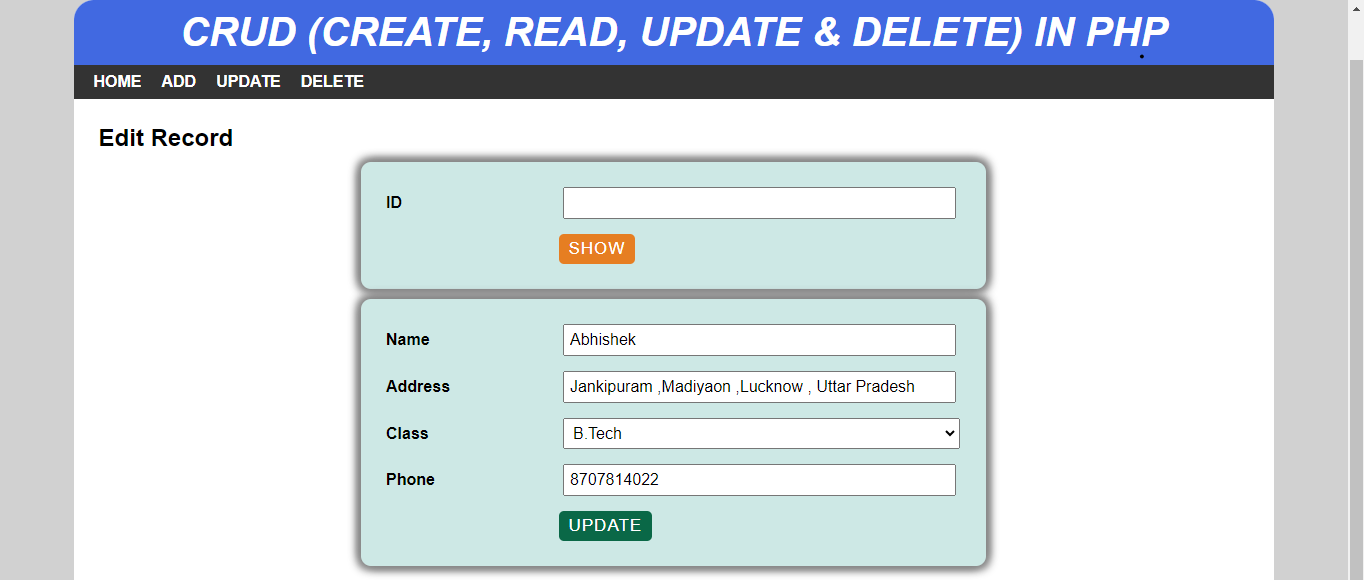 CRUD (CREATE, READ, UPDATE & DELETE) IN PHP
HOME ADD UPDATE DELETE
Edit Record
ID
SHOW
Name Abhishek
Address Jankipuram ,Madiyaon ,Lucknow , Uttar Pradesh
Class B.Tech
Phone 8707814022
UPDATE